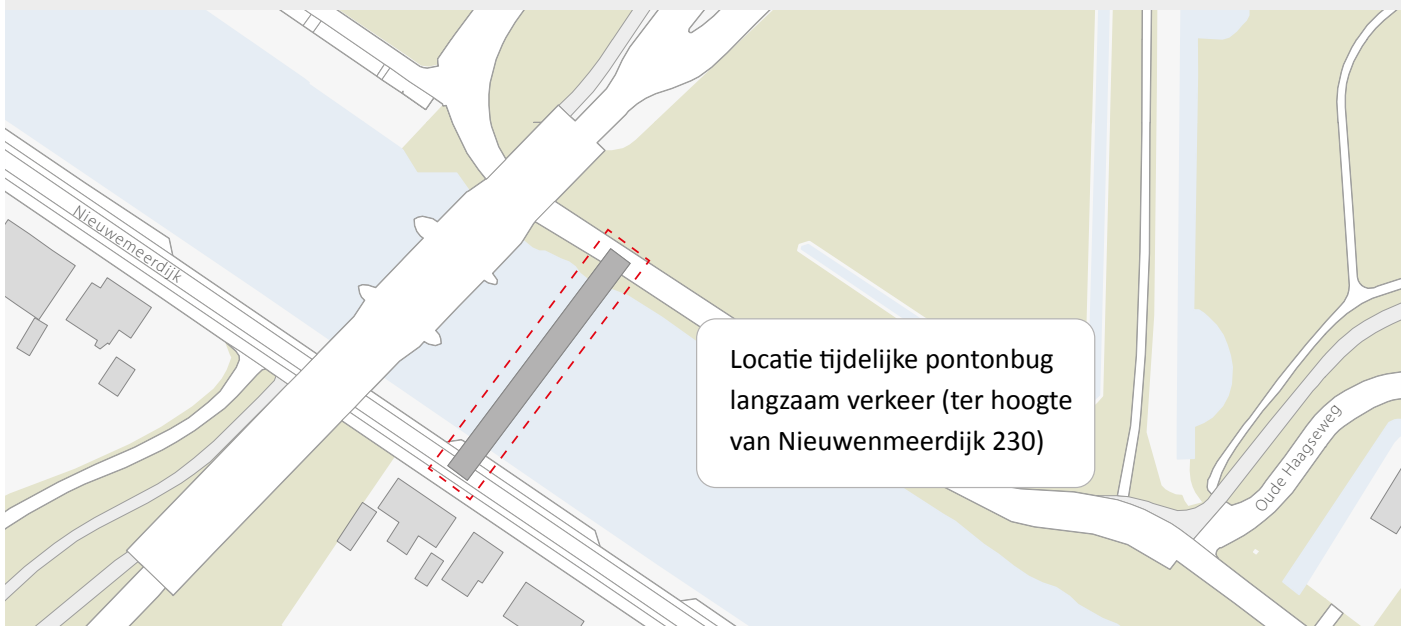 Nieuwemeerdijk
Locatie tijdelijke pontonbug
langzaam verkeer (ter hoogte
van Nieuwenmeerdijk 230)
Oude Haagseweg